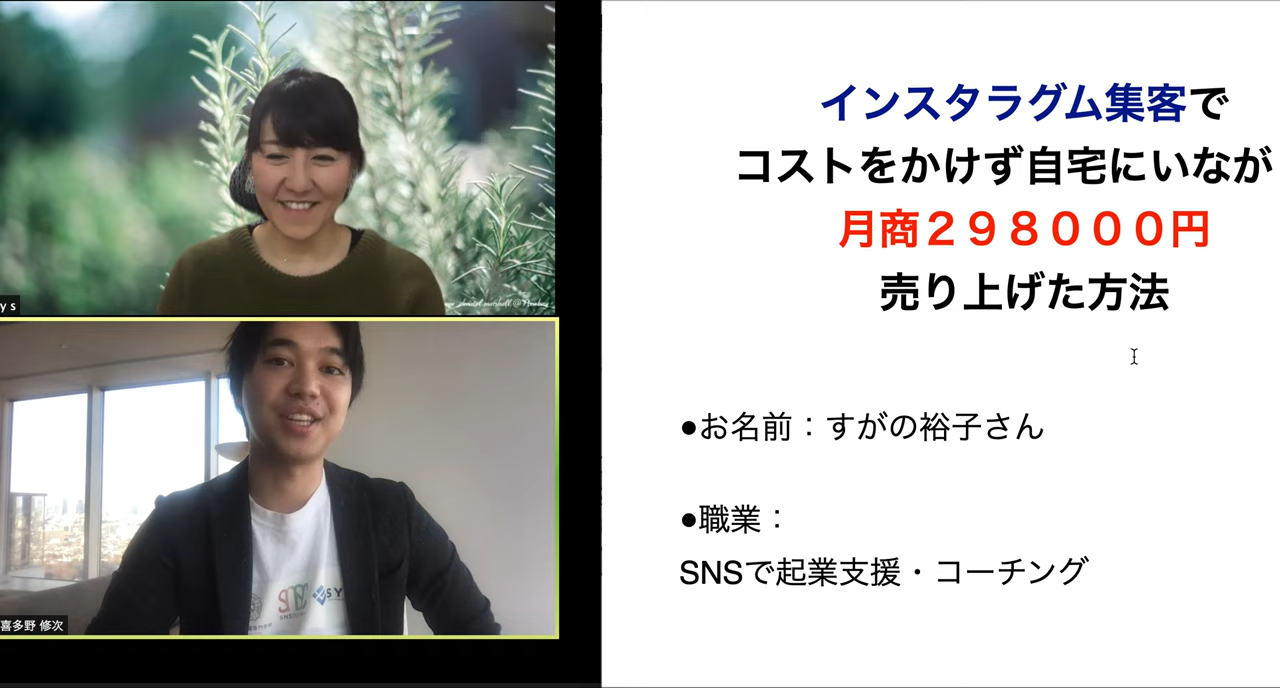 y s
喜多野 修次
SNS
SY
インスタラグム集客で
コストをかけず自宅にいなが
月商２９８０００円
売り上げた方法
●お名前：すがの裕子さん
●職業：
SNSで起業支援・コーチング